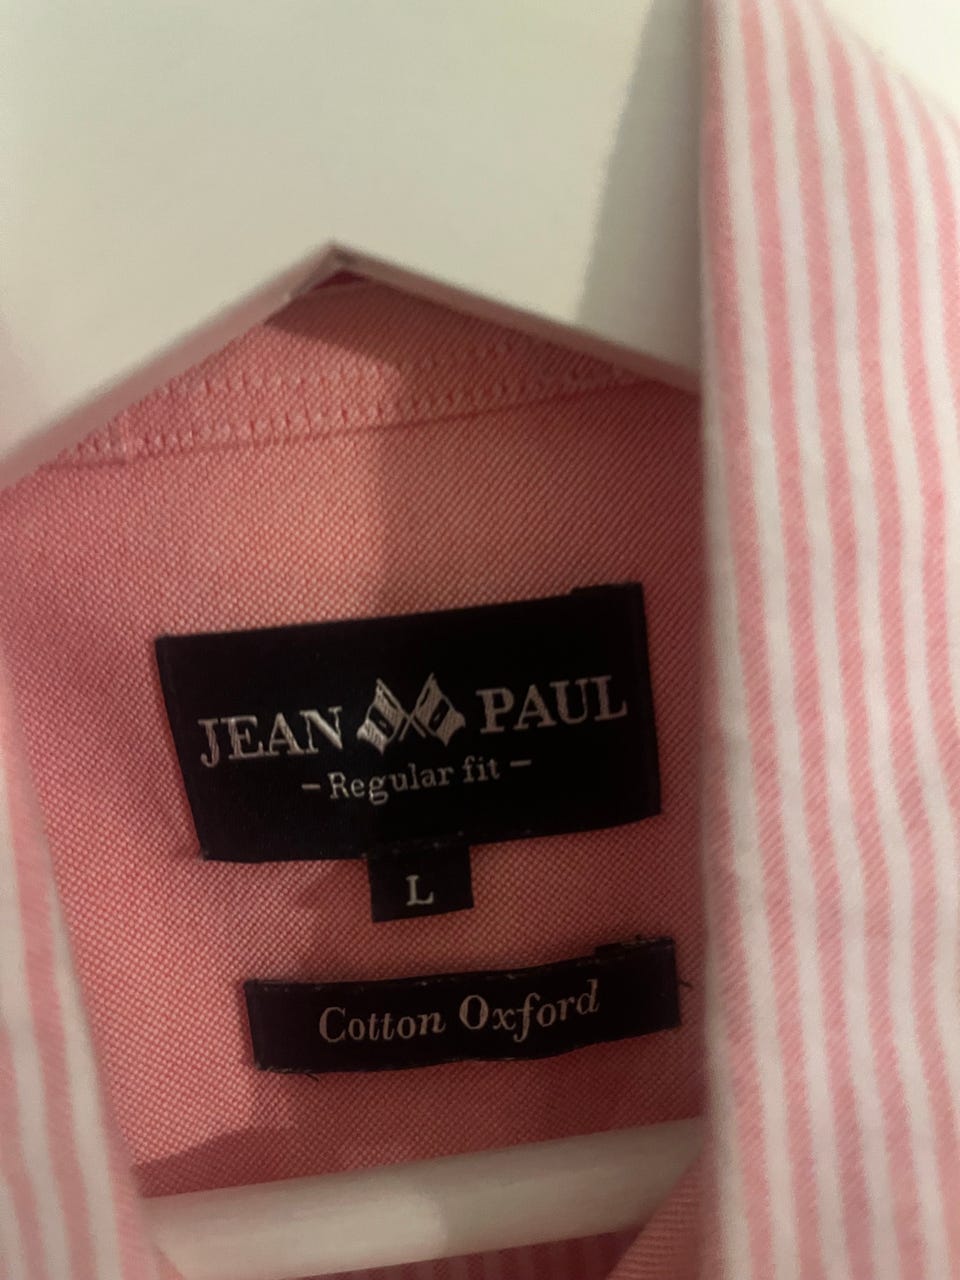 JEAN PAUL
- Regular fit -
L
Cotton Oxford